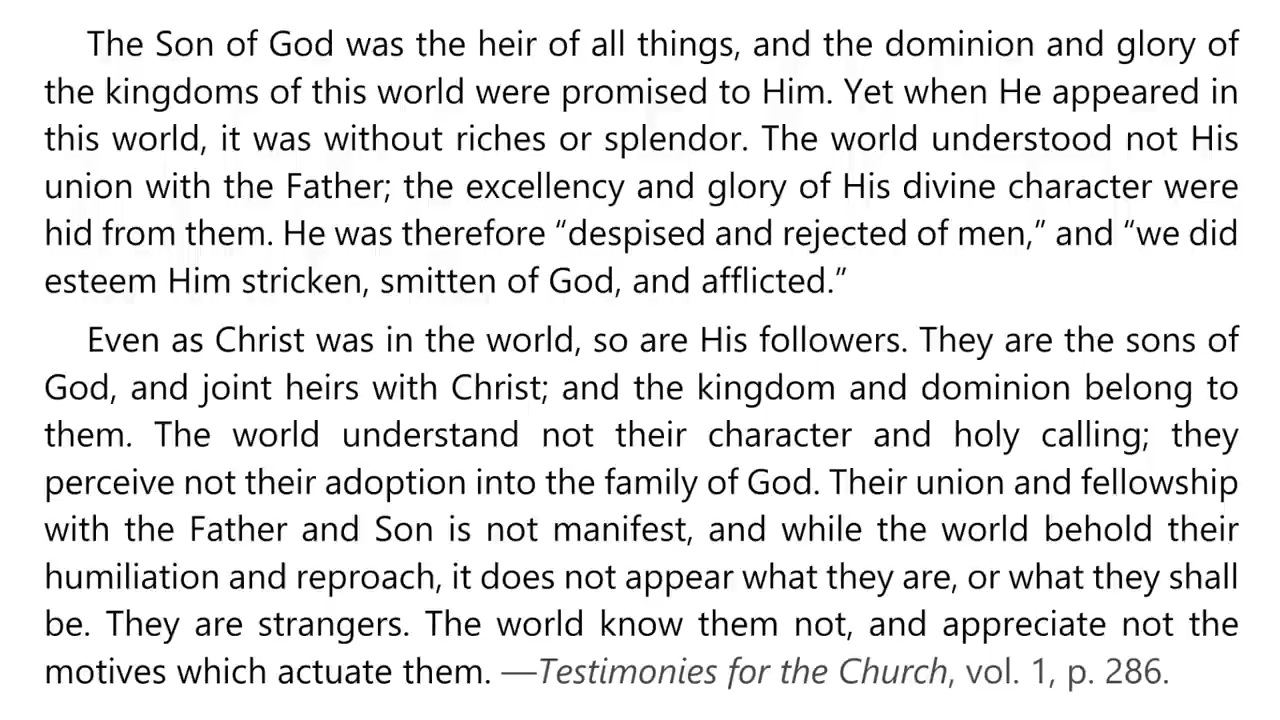 The Son of God was the heir of all things, and the dominion and glory of
the kingdoms of this world were promised to Him. Yet when He appeared in
this world, it was without riches or splendor. The world understood not His
union with the Father; the excellency and glory of His divine character were
hid from them. He was therefore “despised and rejected of men,” and “we did
esteem Him stricken, smitten of God, and afflicted.”
Even as Christ was in the world, so are His followers. They are the sons of
God, and joint heirs with Christ; and the kingdom and dominion belong to
them. The world understand not their character and holy calling; they
perceive not their adoption into the family of God. Their union and fellowship
with the Father and Son is not manifest, and while the world behold their
humiliation and reproach, it does not appear what they are, or what they shall
be. They are strangers. The world know them not, and appreciate not the
motives which actuate them. —Testimonies for the Church, vol. 1, p. 286.